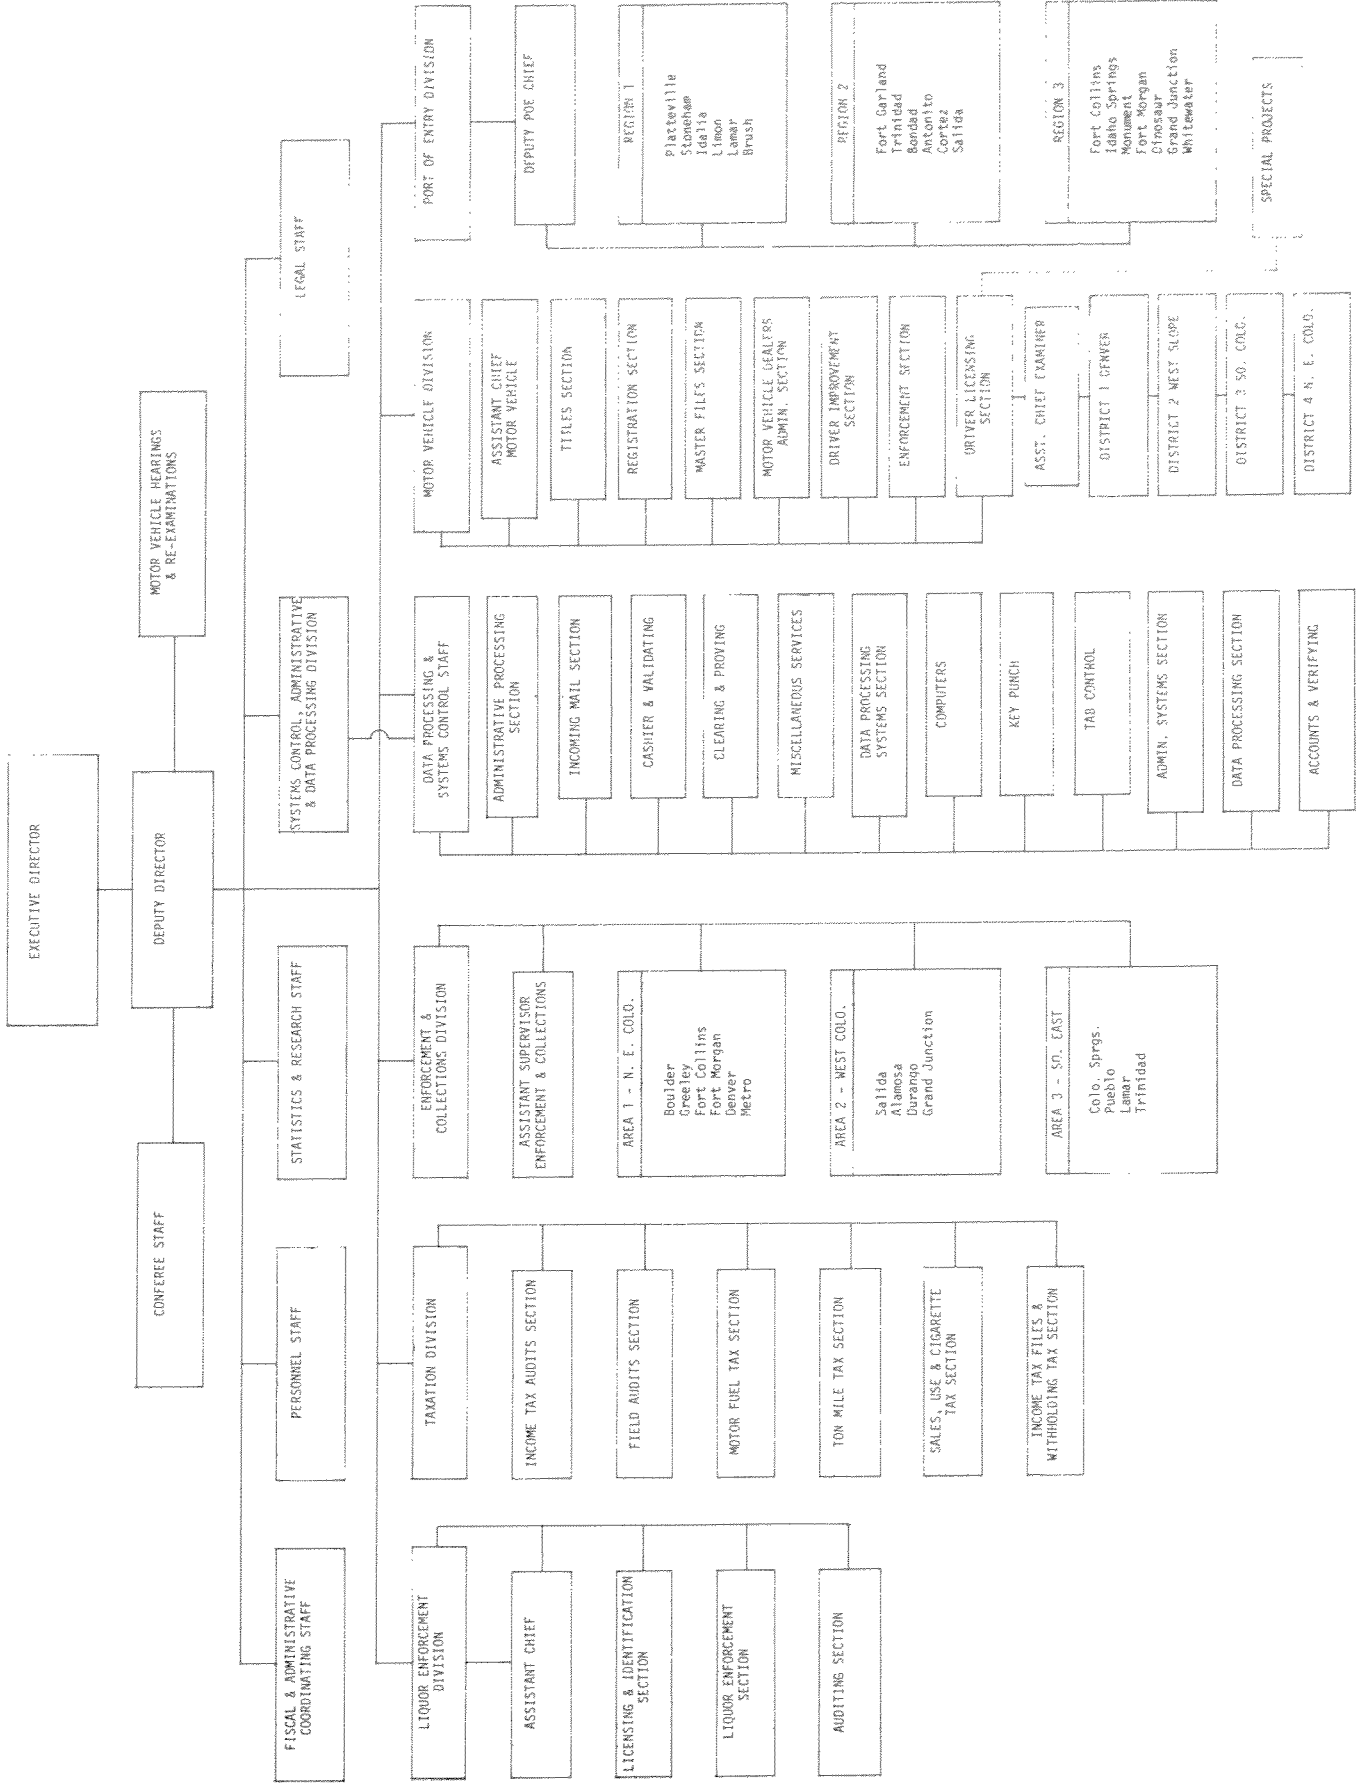 EXECUTIVE DIRECTOR
DEPUTY DIRECTOR
CONFEREE STAFF
MOTOR VEHICLE HEARINGS
& RE-EXAMINATIONS
FISCAL & ADMINISTRATIVE
COORDINATING STAFF
PERSONNEL STAFF
STATISTICS & RESEARCH STAFF
SYSTEMS CONTROL, ADMINISTRATIVE
& DATA PROCESSING DIVISION
LEGAL STAFF
LIQUOR ENFORCEMENT
DIVISION
ASSISTANT CHIEF
LICENSING & IDENTIFICATION
SECTION
LIQUOR ENFORCEMENT
SECTION
AUDITING SECTION
TAXATION DIVISION
INCOME TAX AUDITS SECTION
FIELD AUDITS SECTION
MOTOR FUEL TAX SECTION
TON MILE TAX SECTION
SALES, USE & CIGARETTE
TAX SECTION
INCOME TAX FILES &
WITHHOLDING TAX SECTION
ENFORCEMENT &
COLLECTIONS DIVISION
ASSISTANT SUPERVISOR
ENFORCEMENT & COLLECTIONS
AREA 1 - N. E. COLO.
Boulder
Greeley
Fort Collins
Fort Morgan
Denver
Metro
AREA 2 - WEST COLO.
Salida
Alamosa
Durango
Grand Junction
AREA 3 - SO. EAST
Colo. Sprgs.
Pueblo
Lamar
Trinidad
DATA PROCESSING &
SYSTEMS CONTROL STAFF
ADMINISTRATIVE PROCESSING
SECTION
INCOMING MAIL SECTION
CASHIER & VALIDATING
CLEARING & PROVING
MISCELLANEOUS SERVICES
DATA PROCESSING
SYSTEMS SECTION
COMPUTERS
KEY PUNCH
TAB CONTROL
ADMIN. SYSTEMS SECTION
DATA PROCESSING SECTION
ACCOUNTS & VERIFYING
MOTOR VEHICLE DIVISION
ASSISTANT CHIEF
MOTOR VEHICLE
TITLES SECTION
REGISTRATION SECTION
MASTER FILES SECTION
MOTOR VEHICLE DEALERS
ADMIN. SECTION
DRIVER IMPROVEMENT
SECTION
ENFORCEMENT SECTION
DRIVER LICENSING
SECTION
ASST. CHIEF EXAMINER
DISTRICT 1 DENVER
DISTRICT 2 WEST SLOPE
DISTRICT 3 SO. COLO.
DISTRICT 4 N. E. COLO.
PORT OF ENTRY DIVISION
DEPUTY POE CHIEF
REGION 1
Platteville
Stoneham
Idalia
Limon
Lamar
Brush
REGION 2
Fort Garland
Trinidad
Bondad
Antonito
Cortez
Salida
REGION 3
Fort Collins
Idaho Springs
Monument
Fort Morgan
Dinosaur
Grand Junction
Whitewater
SPECIAL PROJECTS